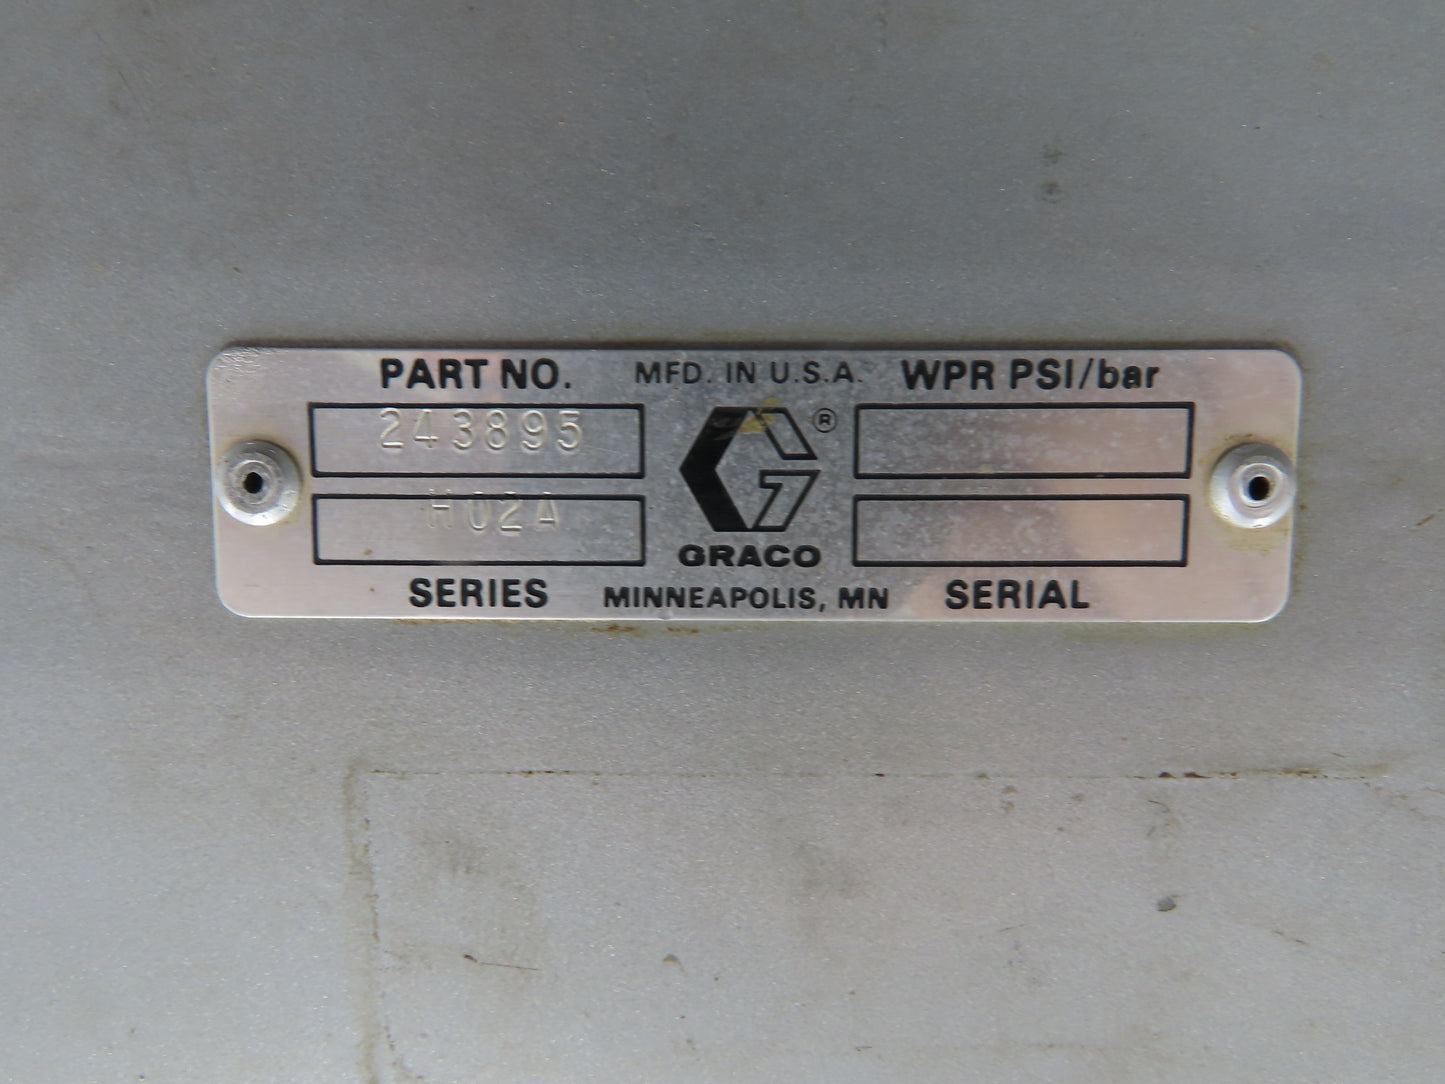 PART NO. MFD. IN U.S.A. WPR PSI/bar
243895
®
H02A
GRACO
SERIES MINNEAPOLIS, MN SERIAL